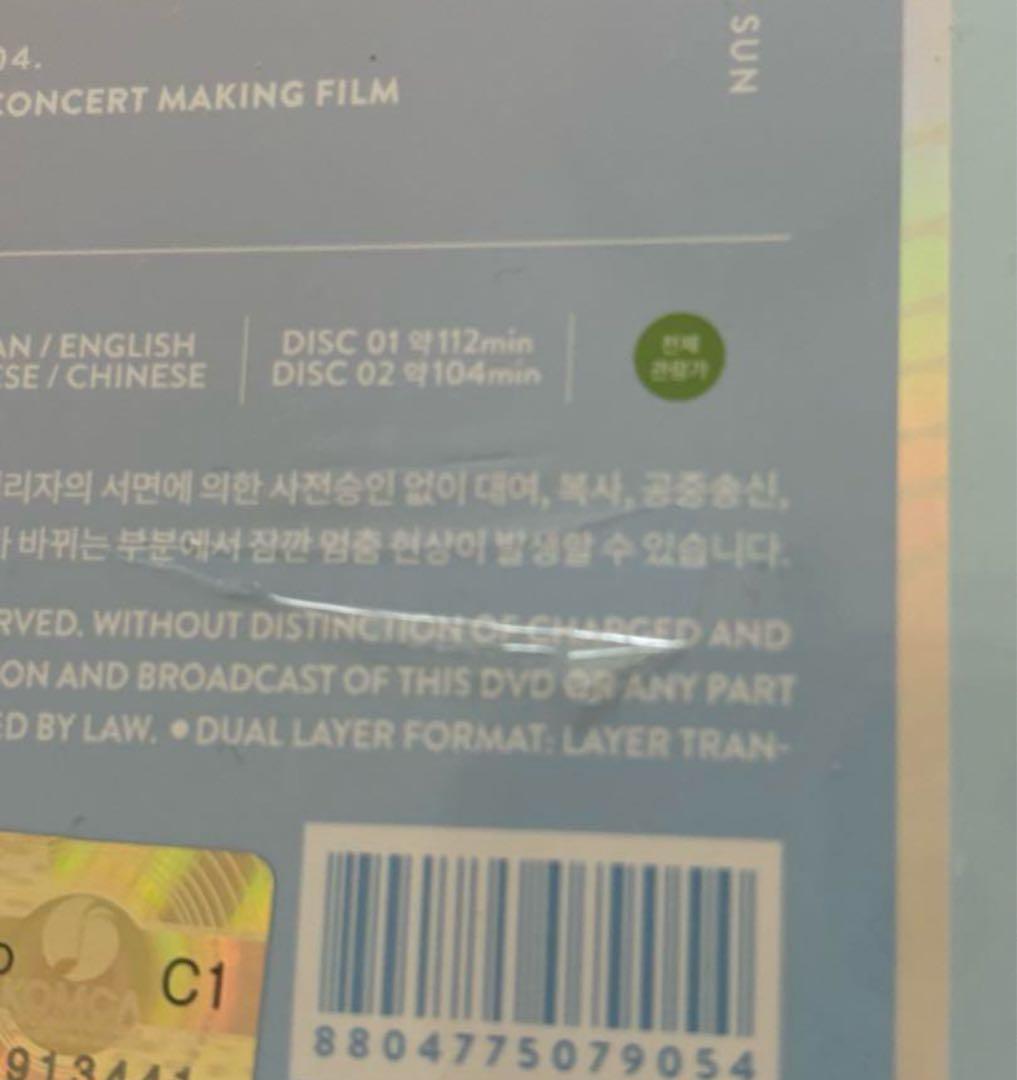 04.
CONCERT MAKING FILM
SUN
AN / ENGLISH
ESE / CHINESE
DISC 01 약112min
DISC 02 약104min
전체
관람가
리자의 서면에 의한 사전승인 없이 대여, 복사, 공중송신,
바뀌는 부분에서 잠깐 멈춤 현상이 발생할 수 있습니다.
RVED. WITHOUT DISTINCTION OF CHARGED AND
ON AND BROADCAST OF THIS DVD OR ANY PART
ED BY LAW. ●DUAL LAYER FORMAT: LAYER TRAN-
C1
KOMCA
913441
8804775079054